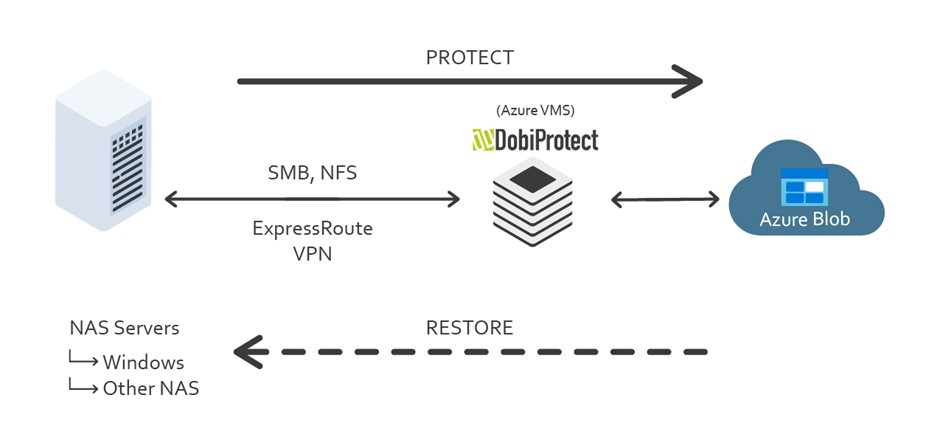 PROTECT
(Azure VMS)
DobiProtect
SMB, NFS
ExpressRoute
VPN
Azure Blob
NAS Servers
Windows
Other NAS
RESTORE